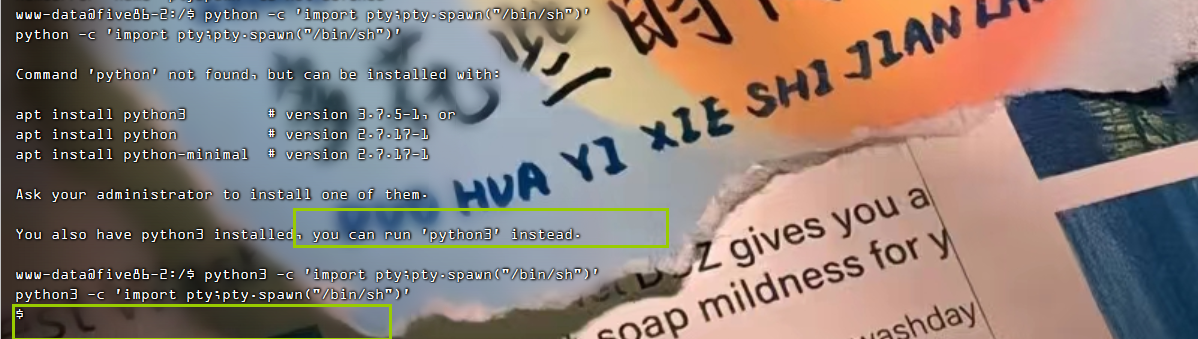 www-data@five86-2:/$ python -c 'import pty;pty.spawn("/bin/sh")'
python -c 'import pty;pty.spawn("/bin/sh")'
Command 'python' not found, but can be installed with:
apt install python3         # version 3.7.5-1, or
apt install python          # version 2.7.17-1
apt install python-minimal  # version 2.7.17-1
Ask your administrator to install one of them.
You also have python3 installed, you can run 'python3' instead.
www-data@five86-2:/$ python3 -c 'import pty;pty.spawn("/bin/sh")'
python3 -c 'import pty;pty.spawn("/bin/sh")'
$
HUA YI XIE SHI JIAN
gives you a
soap mildness for y
washday